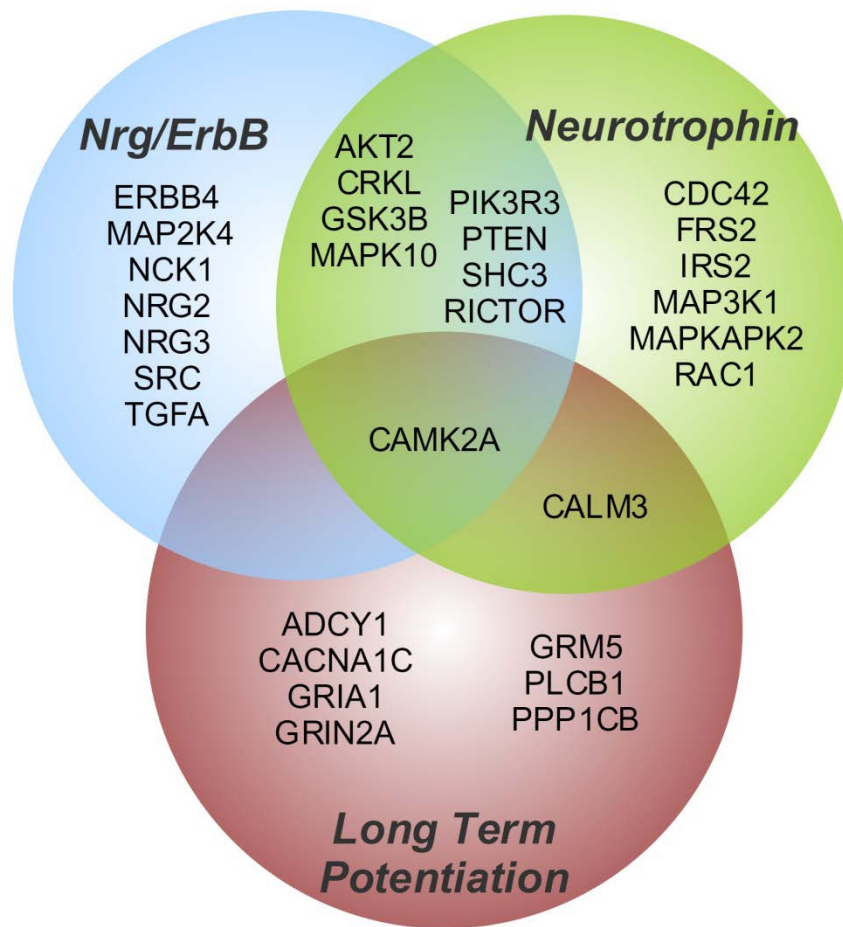 Nrg/ErbB
ERBB4
MAP2K4
NCK1
NRG2
NRG3
SRC
TGFA
AKT2
CRKL
GSK3B
MAPK10
PIK3R3
PTEN
SHC3
RICTOR
Neurotrophin
CDC42
FRS2
IRS2
MAP3K1
MAPKAPK2
RAC1
CAMK2A
CALM3
ADCY1
CACNA1C
GRIA1
GRIN2A
GRM5
PLCB1
PPP1CB
Long Term
Potentiation